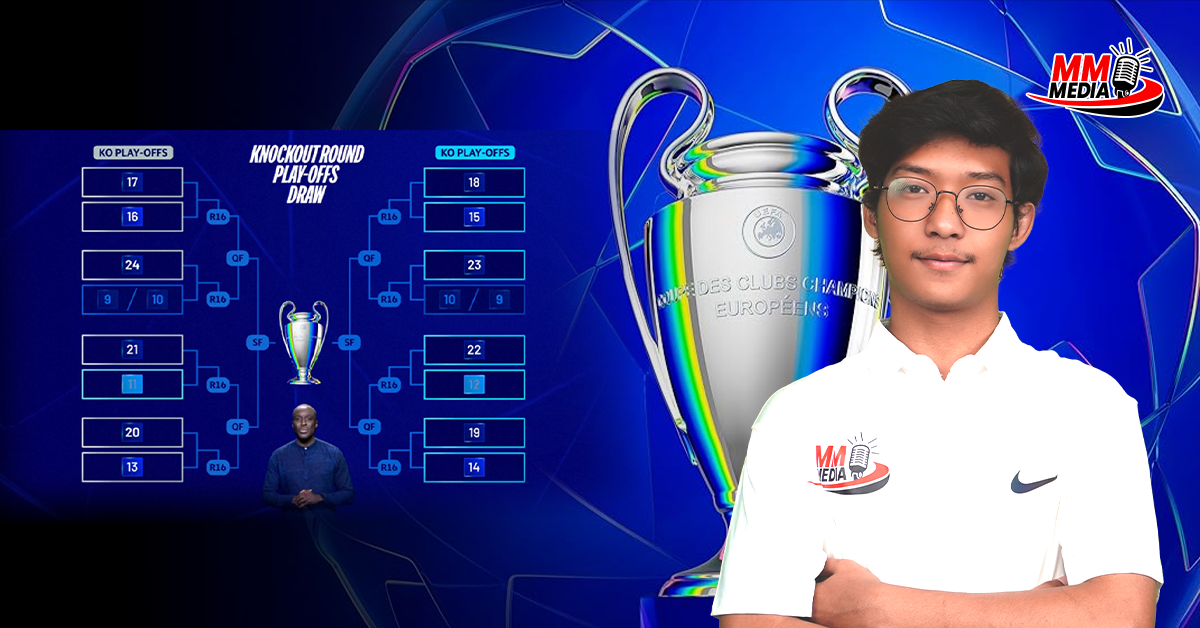 MM
MEDIA
KO PLAY-OFFS
KNOCKOUT ROUND
PLAY-OFFS
DRAW
KO PLAY-OFFS
17
16
R16
24
9 / 10
R16
QF
21
11
R16
20
13
R16
QF
SF
SF
18
15
R16
23
10 / 9
R16
QF
22
12
R16
19
14
R16
QF
UEFA
COUPE DES CLUBS CHAMPIONS
EUROPÉENS
MM
MEDIA